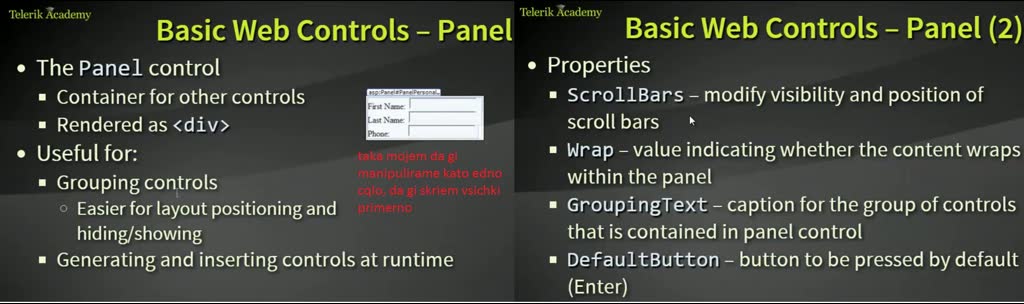 Telerik Academy
Basic Web Controls – Panel
The Panel control
Container for other controls
Rendered as <div>
Useful for:
Grouping controls
Easier for layout positioning and
hiding/showing
Generating and inserting controls at runtime
asp:Panel#PanelPersonal...
First Name:
Last Name:
Phone:
taka mojem da gi
manipulirame kato edno
cqlo, da gi skriem vsichki
primerno
Telerik Academy
Basic Web Controls – Panel (2)
Properties
ScrollBars – modify visibility and position of
scroll bars
Wrap – value indicating whether the content wraps
within the panel
GroupingText – caption for the group of controls
that is contained in panel control
DefaultButton – button to be pressed by default
(Enter)